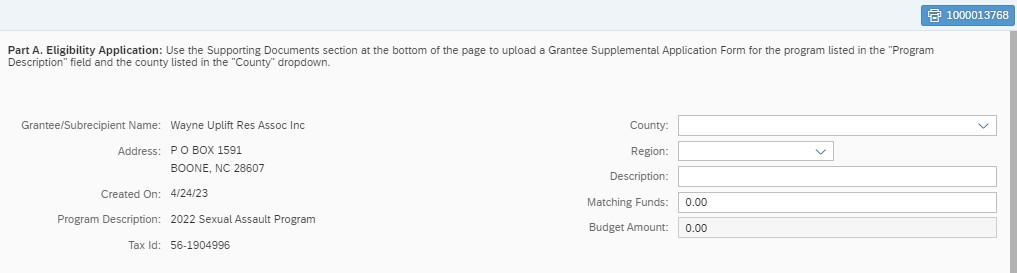 1000013768
Part A. Eligibility Application: Use the Supporting Documents section at the bottom of the page to upload a Grantee Supplemental Application Form for the program listed in the "Program
Description" field and the county listed in the "County" dropdown.
Grantee/Subrecipient Name: Wayne Uplift Res Assoc Inc
Address: P O BOX 1591
BOONE, NC 28607
Created On: 4/24/23
Program Description: 2022 Sexual Assault Program
Tax Id: 56-1904996
County:
Region:
Description:
Matching Funds: 0.00
Budget Amount: 0.00